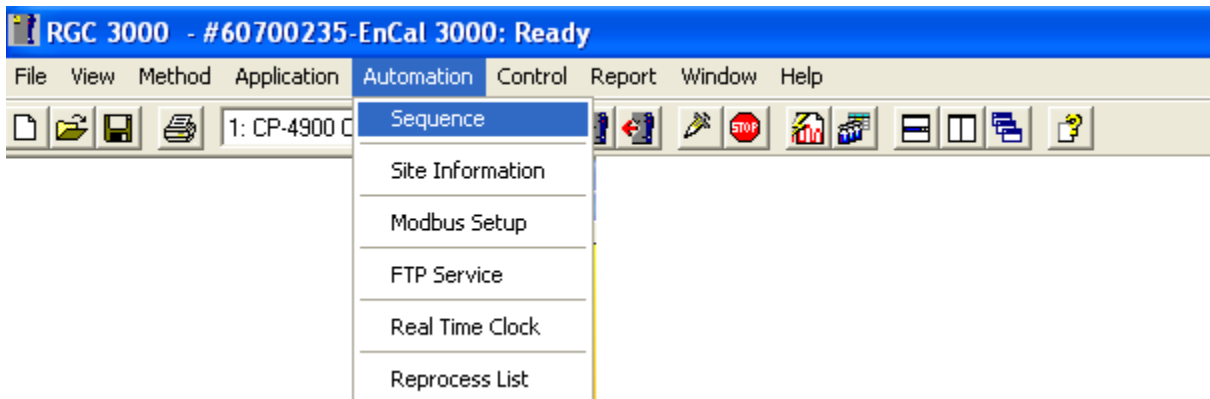 RGC 3000 - #60700235-EnCal 3000: Ready
File View Method Application Automation Control Report Window Help
1: CP-4900 C
STOP
Sequence
Site Information
Modbus Setup
FTP Service
Real Time Clock
Reprocess List